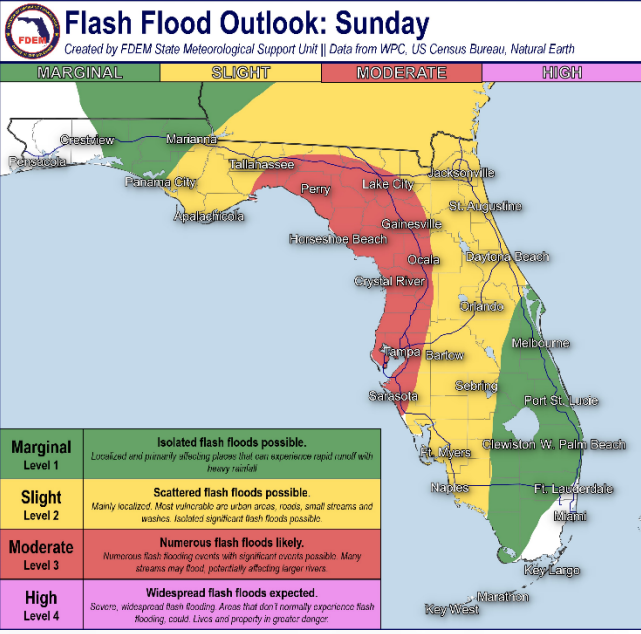 FDEM
Flash Flood Outlook: Sunday
Created by FDEM State Meteorological Support Unit || Data from WPC, US Census Bureau, Natural Earth
MARGINAL SLIGHT MODERATE HIGH
Crestview
Marianna
Pensacola
Tallahassee
Jacksonville
Panama City
Perry
Lake City
Apalachicola
St. Augustine
Gainesville
Horseshoe Beach
Ocala
Daytona Beach
Crystal River
Orlando
Melbourne
Tampa
Bartow
Sebring
Sarasota
Port St. Lucie
Clewiston
W. Palm Beach
Ft. Myers
Naples
Ft. Lauderdale
Miami
Key Largo
Marathon
Key West
Marginal
Level 1
Isolated flash floods possible.
Localized and primarily affecting places that can experience rapid runoff with
heavy rainfall
Slight
Level 2
Scattered flash floods possible.
Mainly localized. Most vulnerable are urban areas, roads, small streams and
washes. Isolated significant flash floods possible.
Moderate
Level 3
Numerous flash floods likely.
Numerous flash flooding events with significant events possible. Many
streams may flood, potentially affecting larger rivers.
High
Level 4
Widespread flash floods expected.
Severe, widespread flash flooding. Areas that don't normally experience flash
flooding, could. Lives and property in greater danger.